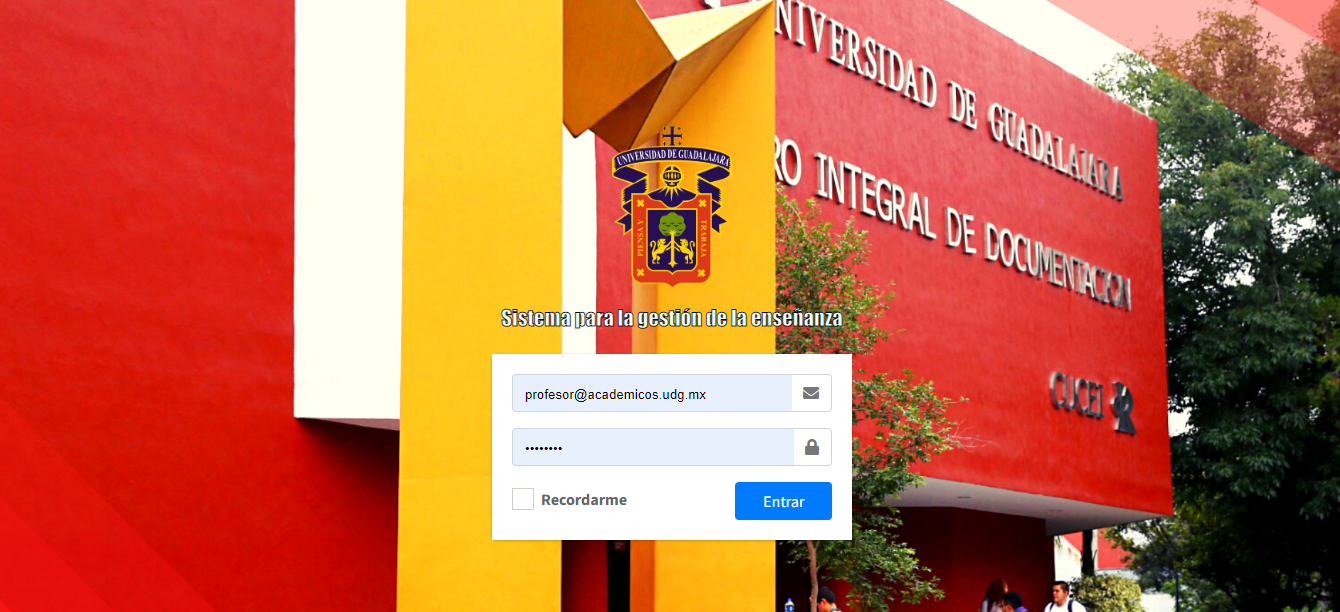 NIVERSIDAD DE GUADALAJARA
RO INTEGRAL DE DOCUMENTACION
CUCEI
UNIVERSIDAD DE GUADALAJARA
PIENSA Y
TRABAJA
Sistema para la gestión de la enseñanza
profesor@academicos.udg.mx
••••••••
Recordarme
Entrar